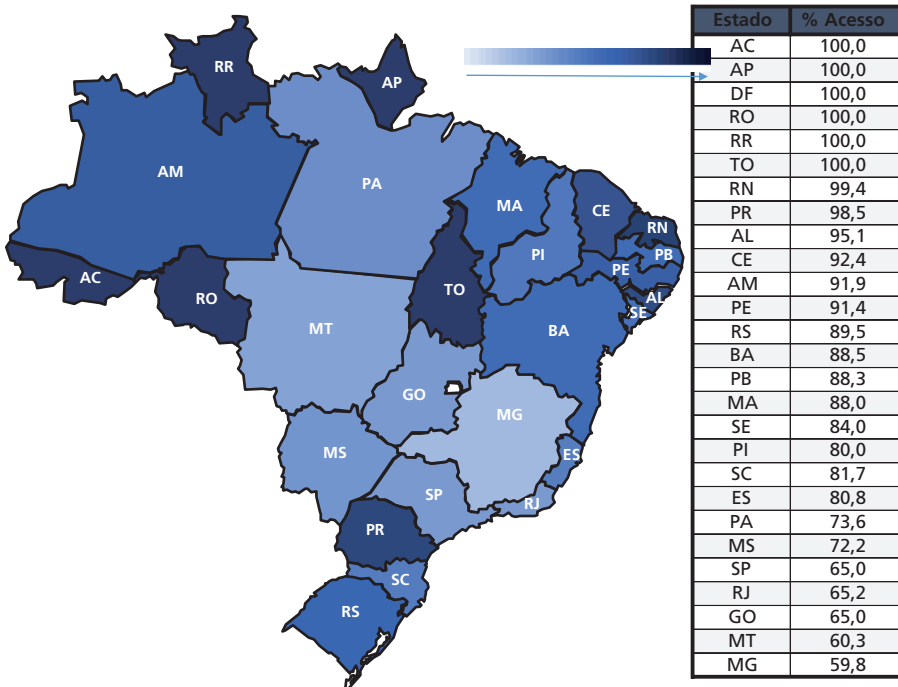 Estado % Acesso
AC 100,0
AP 100,0
DF 100,0
RO 100,0
RR 100,0
TO 100,0
RN 99,4
PR 98,5
AL 95,1
CE 92,4
AM 91,9
PE 91,4
RS 89,5
BA 88,5
PB 88,3
MA 88,0
SE 84,0
PI 80,0
SC 81,7
ES 80,8
PA 73,6
MS 72,2
SP 65,0
RJ 65,2
GO 65,0
MT 60,3
MG 59,8
RR
AP
AM
PA
MA
CE
RN
PI
PB
PE
AC
RO
TO
AL
SE
MT
BA
GO
MG
MS
ES
SP
RJ
PR
SC
RS